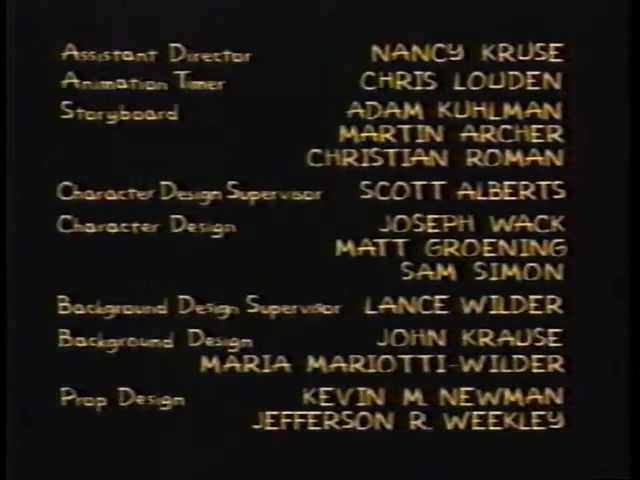 Assistant Director NANCY KRUSE
Animation Timer CHRIS LOUDEN
Storyboard ADAM KUHLMAN
MARTIN ARCHER
CHRISTIAN ROMAN
Character Design Supervisor SCOTT ALBERTS
Character Design JOSEPH WACK
MATT GROENING
SAM SIMON
Background Design Supervisor LANCE WILDER
Background Design JOHN KRAUSE
MARIA MARIOTTI-WILDER
Prop Design KEVIN M. NEWMAN
JEFFERSON R. WEEKLEY